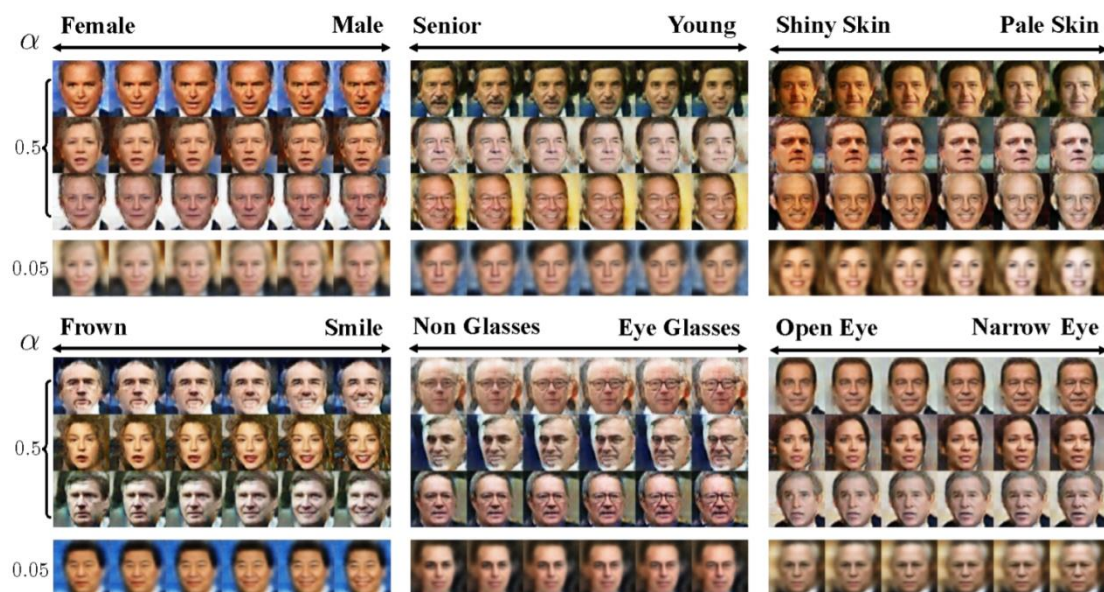 Female Male Senior Young Shiny Skin Pale Skin
α
0.5
0.05
Frown Smile Non Glasses Eye Glasses Open Eye Narrow Eye
α
0.5
0.05